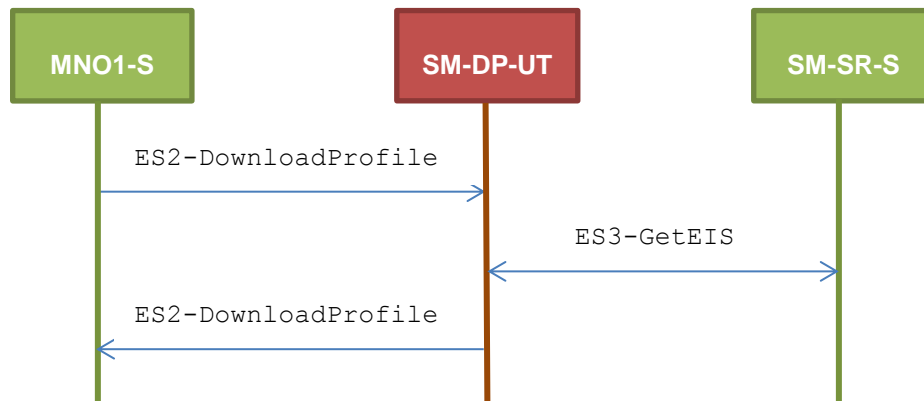 MNO1-S
SM-DP-UT
SM-SR-S
ES2-DownloadProfile
ES3-GetEIS
ES2-DownloadProfile